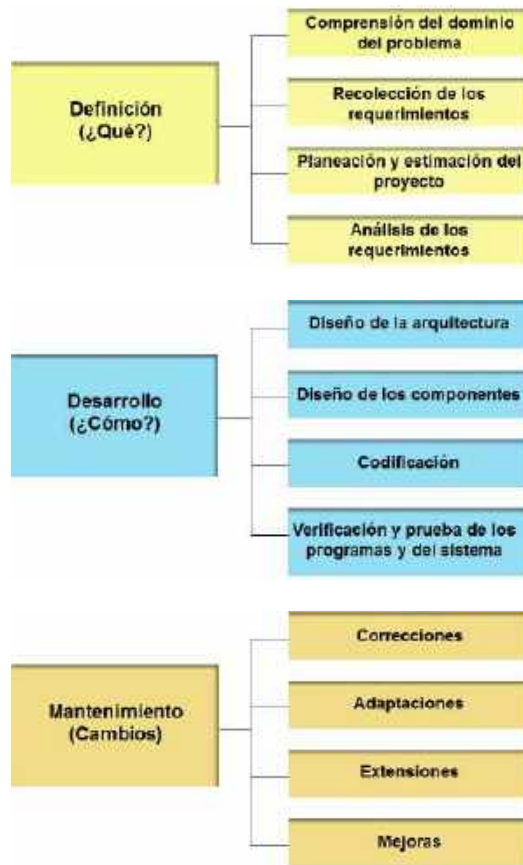 Definición
(¿Qué?)
Comprensión del dominio
del problema
Recolección de los
requerimientos
Planeación y estimación del
proyecto
Análisis de los
requerimientos
Desarrollo
(¿Cómo?)
Diseño de la arquitectura
Diseño de los componentes
Codificación
Verificación y prueba de los
programas y del sistema
Mantenimiento
(Cambios)
Correcciones
Adaptaciones
Extensiones
Mejoras